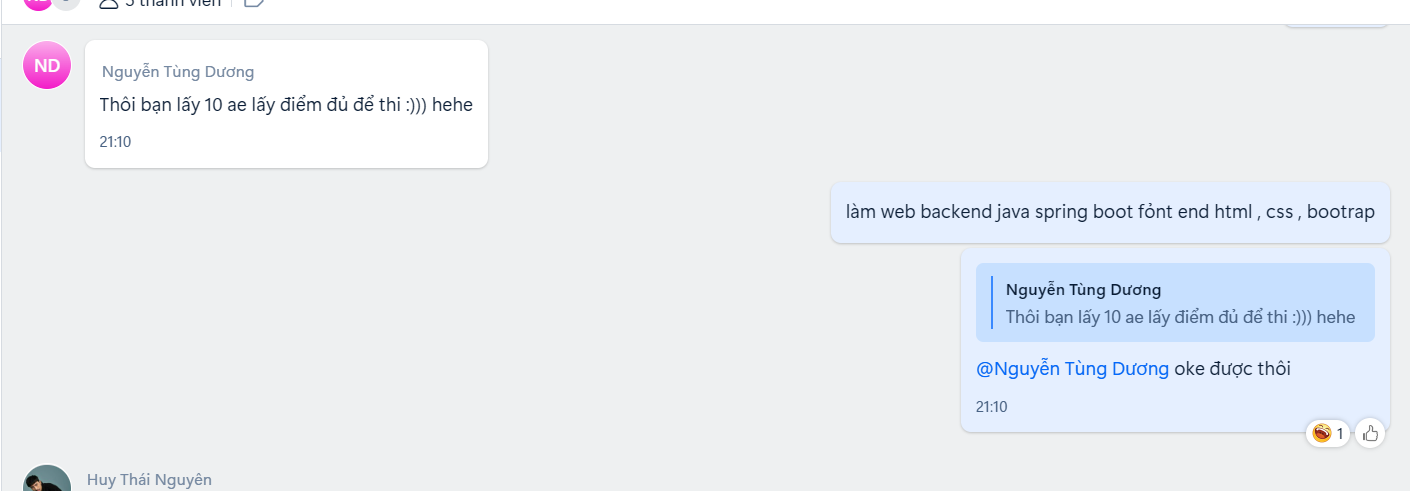 5 thành viên
ND
Nguyễn Tùng Dương
Thôi bạn lấy 10 ae lấy điểm đủ để thi :))) hehe
21:10
làm web backend java spring boot fỏnt end html , css , bootrap
Nguyễn Tùng Dương
Thôi bạn lấy 10 ae lấy điểm đủ để thi :))) hehe
@Nguyễn Tùng Dương oke được thôi
21:10
1
Huy Thái Nguyên